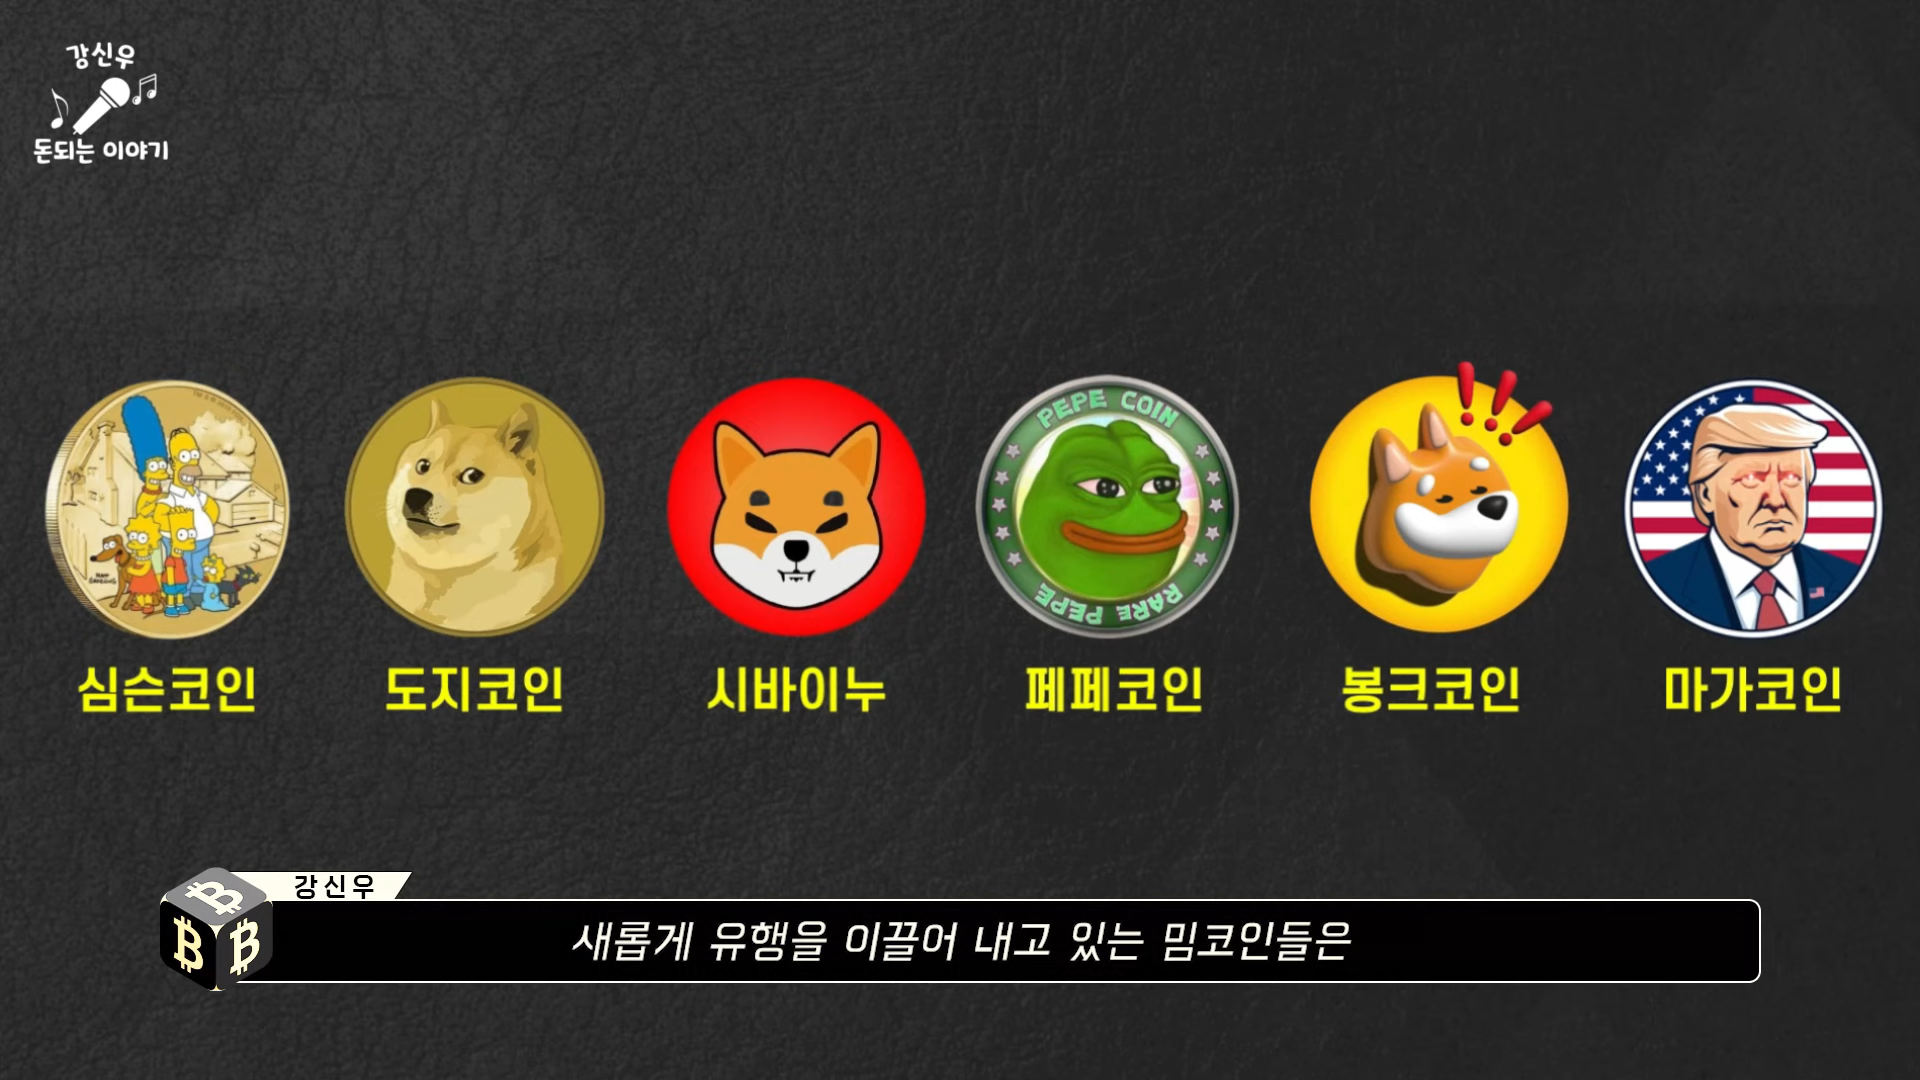 강신우
돈되는 이야기
PEPE COIN
RARE PEPE
심슨코인
도지코인
시바이누
페페코인
봉크코인
마가코인
강신우
새롭게 유행을 이끌어 내고 있는 밈코인들은